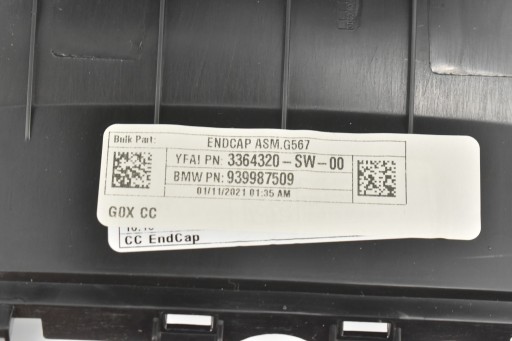 Bulk Part:
ENDCAP ASM,G567
YFAI PN: 3364320-SW-00
BMW PN: 939987509
01/11/2021 01:35 AM
G0X CC
CC EndCap